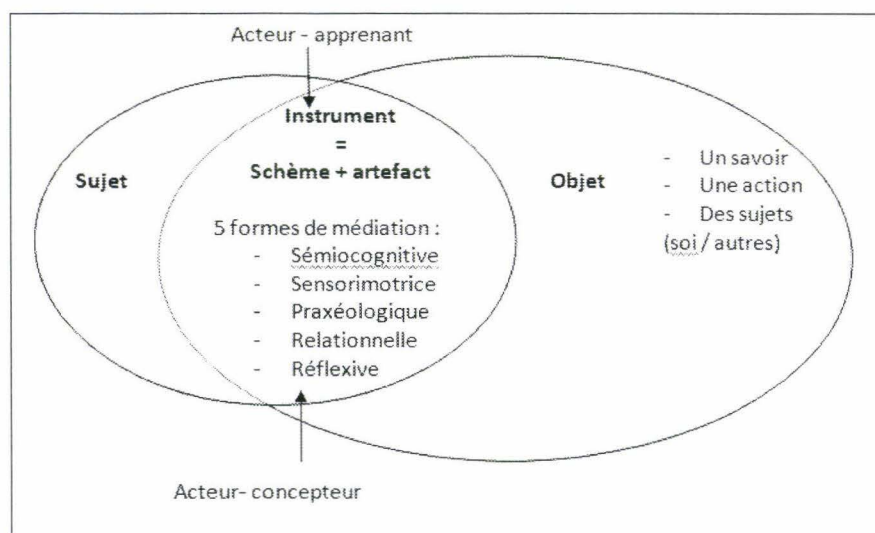 Acteur - apprenant
Instrument
=
Schème + artefact
Sujet
Objet
- Un savoir
- Une action
- Des sujets
(soi / autres)
5 formes de médiation :
- Sémiocognitive
- Sensorimotrice
- Praxéologique
- Relationnelle
- Réflexive
Acteur- concepteur